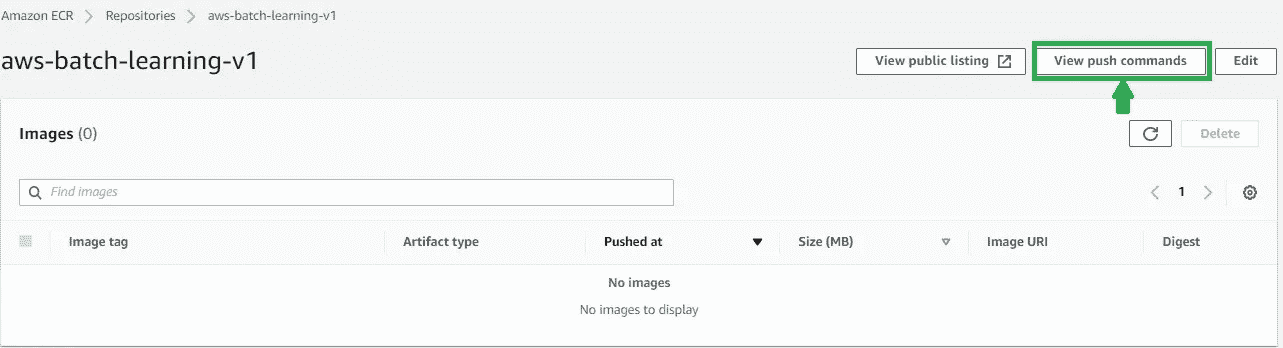 Amazon ECR Repositories aws-batch-learning-v1
aws-batch-learning-v1 View public listing View push commands Edit
Images (0) Delete
Find images 1
Image tag Artifact type Pushed at Size (MB) Image URI Digest
No images
No images to display